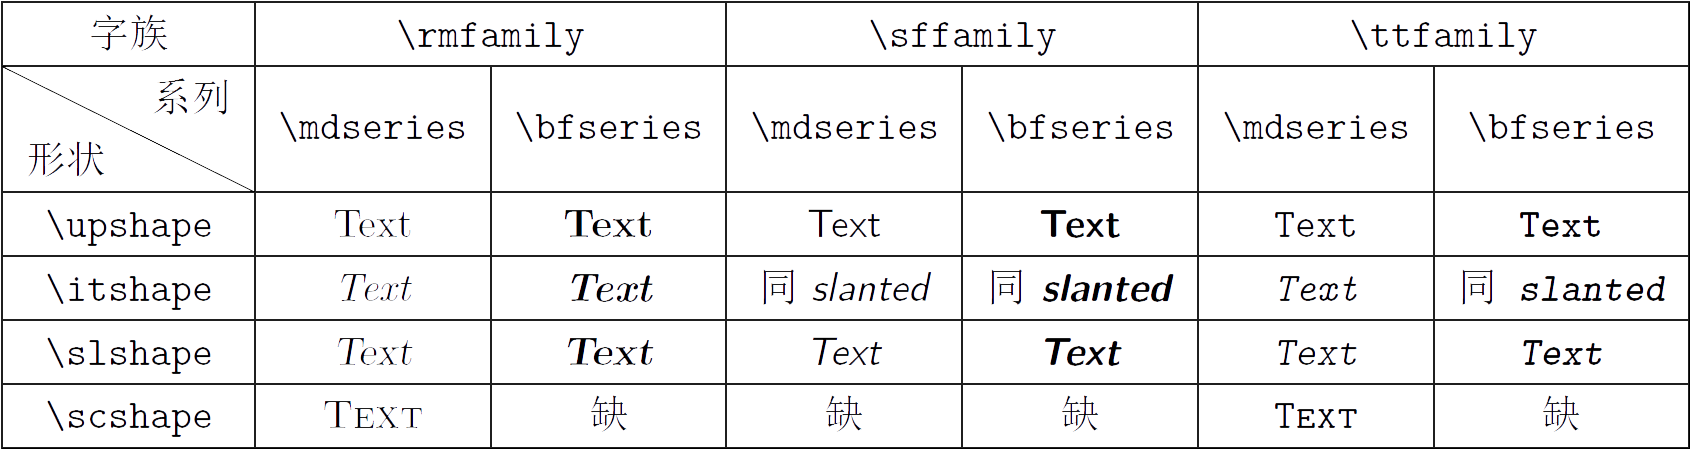 字族 \rmfamily \sffamily \ttfamily
系列
形状
\mdseries \bfseries \mdseries \bfseries \mdseries \bfseries
\upshape Text Text Text Text Text Text
\itshape Text Text 同 slanted 同 slanted Text 同 slanted
\slshape Text Text Text Text Text Text
\scshape Text 缺 缺 缺 Text 缺